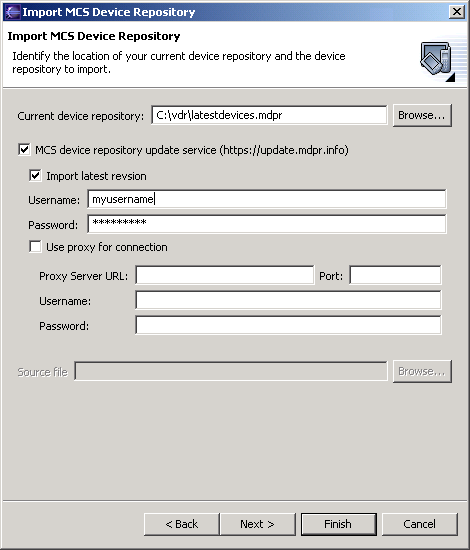 Import MCS Device Repository
Import MCS Device Repository
Identify the location of your current device repository and the device
repository to import.
Current device repository: C:\vdr\latestdevices.mdpr Browse...
MCS device repository update service (https://update.mdpr.info)
Import latest revsion
Username: myusername
Password: *********
Use proxy for connection
Proxy Server URL: Port:
Username:
Password:
Source file Browse...
< Back Next > Finish Cancel